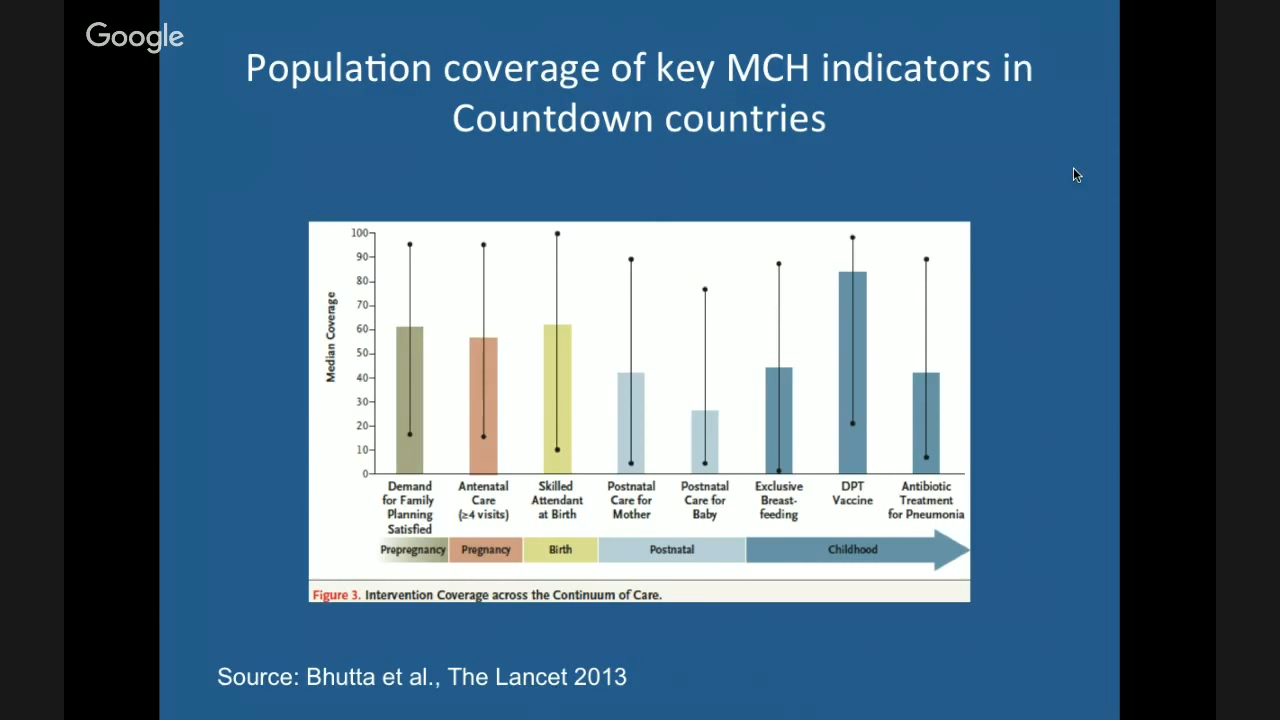 Google
Population coverage of key MCH indicators in
Countdown countries
100
90
80
70
60
50
40
30
20
10
0
Median Coverage
Demand
for Family
Planning
Satisfied
Antenatal
Care
(≥4 visits)
Skilled
Attendant
at Birth
Postnatal
Care for
Mother
Postnatal
Care for
Baby
Exclusive
Breast-
feeding
DPT
Vaccine
Antibiotic
Treatment
for Pneumonia
Prepregnancy
Pregnancy
Birth
Postnatal
Childhood
Figure 3. Intervention Coverage across the Continuum of Care.
Source: Bhutta et al., The Lancet 2013